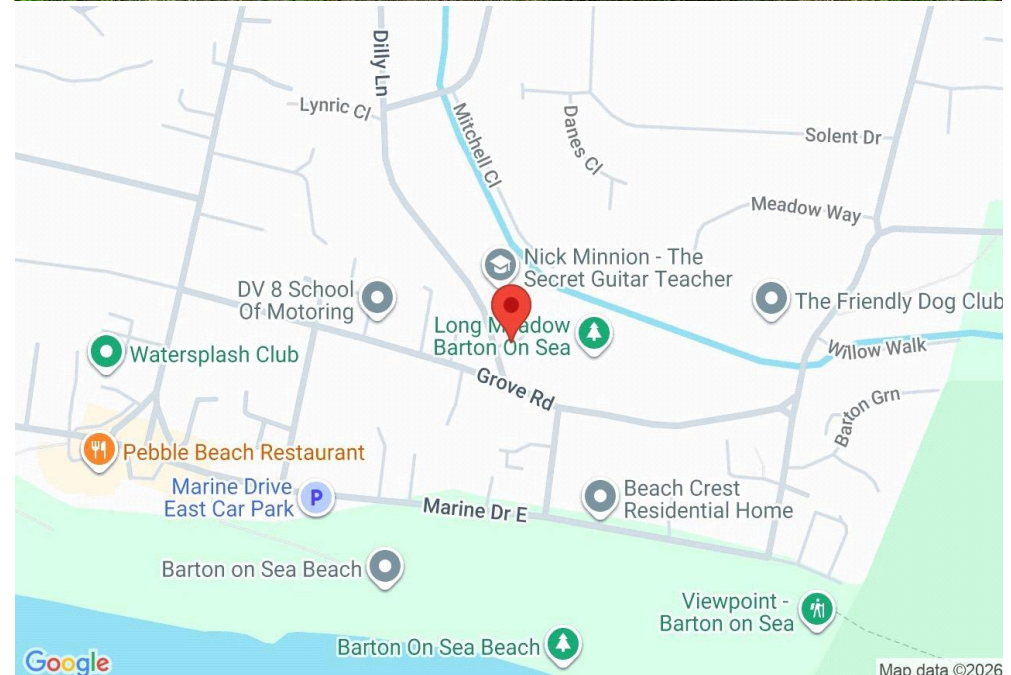 Dilly Ln
Lynric Cl
Mitchell Cl
Danes Cl
Solent Dr
Meadow Way
Nick Minnion - The
Secret Guitar Teacher
DV 8 School
Of Motoring
The Friendly Dog Club
Long Meadow
Barton On Sea
Watersplash Club
Willow Walk
Grove Rd
Barton Grn
Pebble Beach Restaurant
Marine Drive
East Car Park
P
Marine Dr E
Beach Crest
Residential Home
Barton on Sea Beach
Viewpoint -
Barton on Sea
Barton On Sea Beach
Google
Map data ©2026